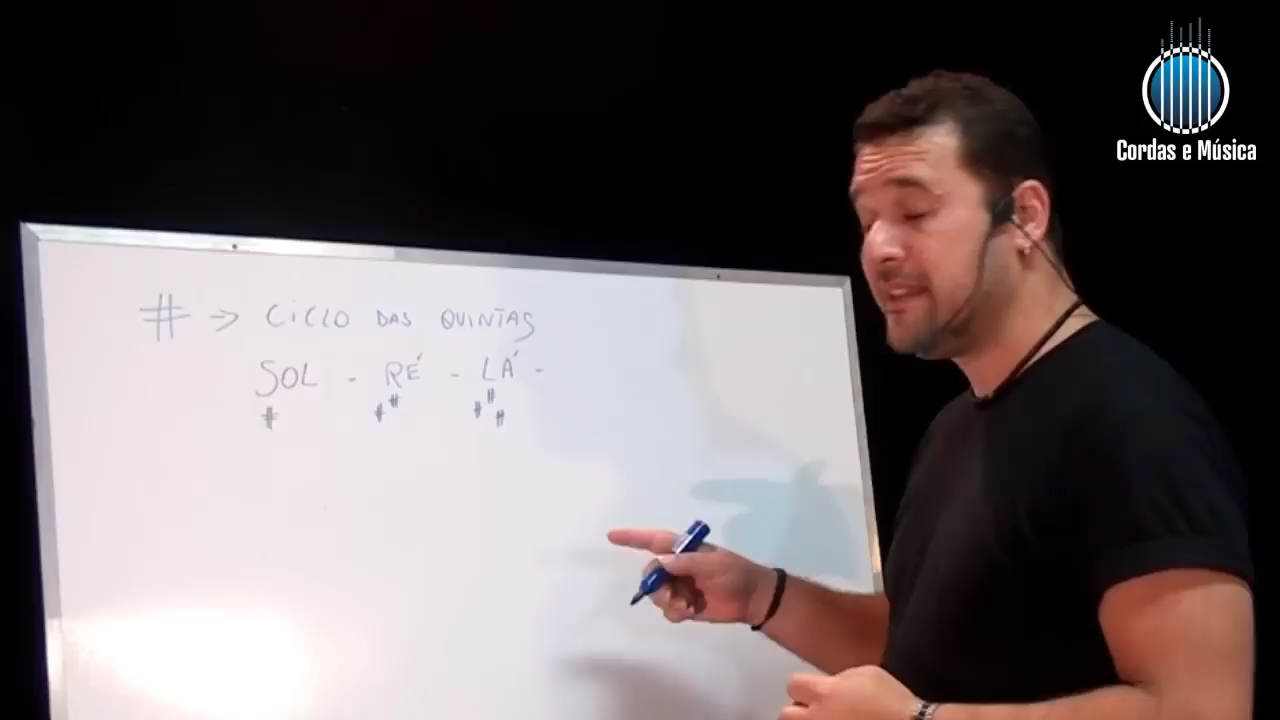 Cordas e Música
# → CICLO DAS QUINTAS
SOL - RÉ - LÁ -
# ## ###